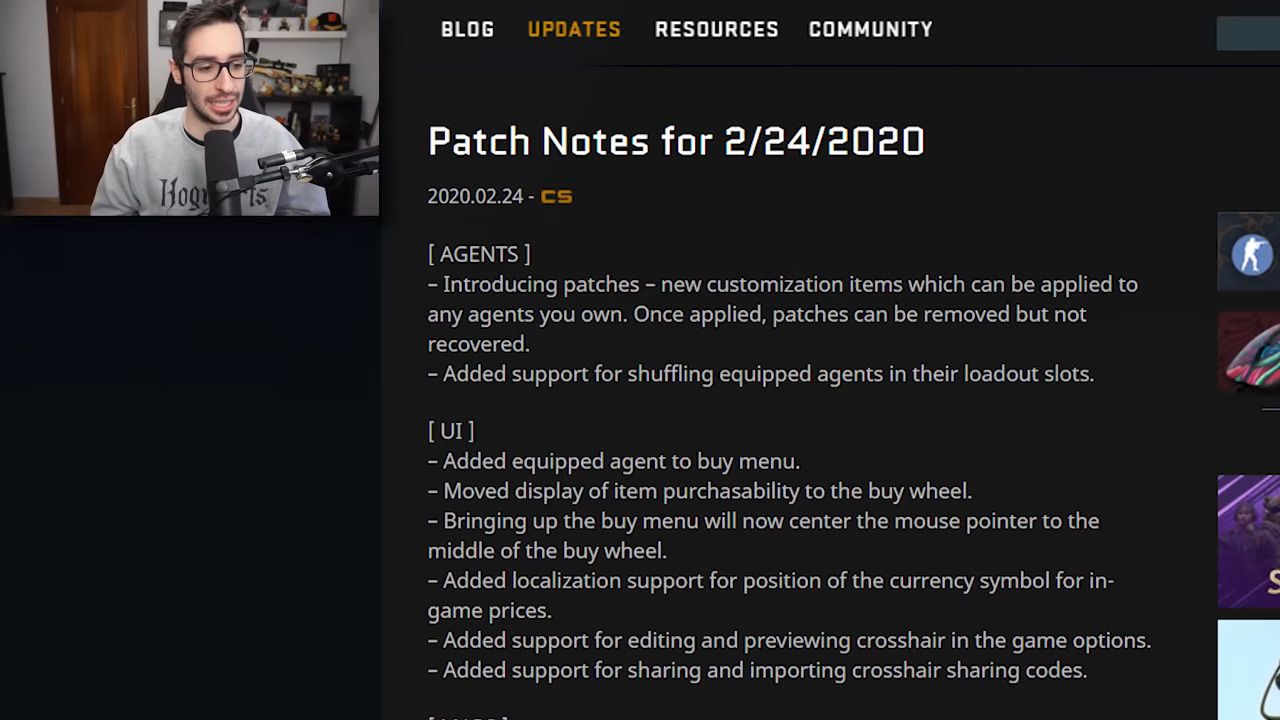 BLOG UPDATES RESOURCES COMMUNITY
Patch Notes for 2/24/2020
2020.02.24 - CS
[ AGENTS ]
– Introducing patches – new customization items which can be applied to
any agents you own. Once applied, patches can be removed but not
recovered.
– Added support for shuffling equipped agents in their loadout slots.
[ UI ]
– Added equipped agent to buy menu.
– Moved display of item purchasability to the buy wheel.
– Bringing up the buy menu will now center the mouse pointer to the
middle of the buy wheel.
– Added localization support for position of the currency symbol for in-
game prices.
– Added support for editing and previewing crosshair in the game options.
– Added support for sharing and importing crosshair sharing codes.